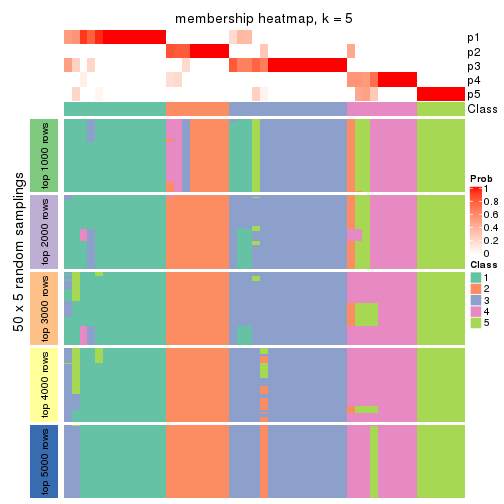 membership heatmap, k = 5
p1
p2
p3
p4
p5
Class
50 x 5 random samplings
top 1000 rows
top 2000 rows
top 3000 rows
top 4000 rows
top 5000 rows
Prob
1
0.8
0.6
0.4
0.2
0
Class
1
2
3
4
5